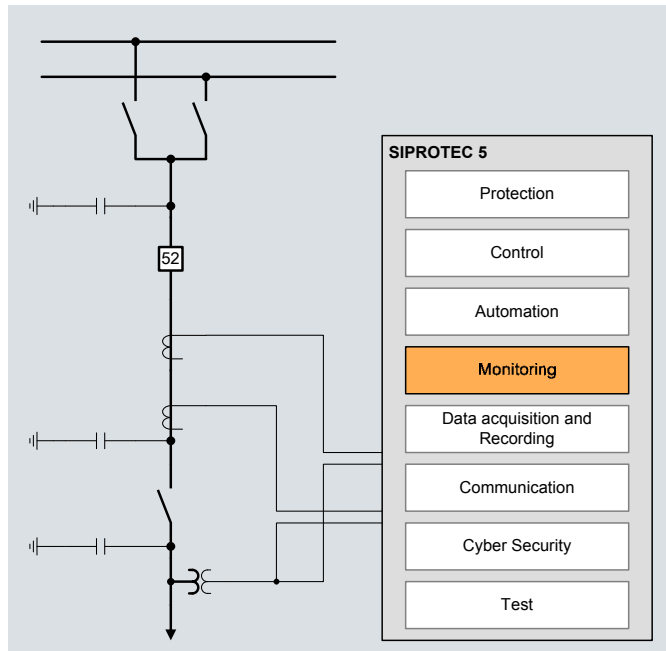 SIPROTEC 5
Protection
Control
52
Automation
Monitoring
Data acquisition and
Recording
Communication
Cyber Security
Test